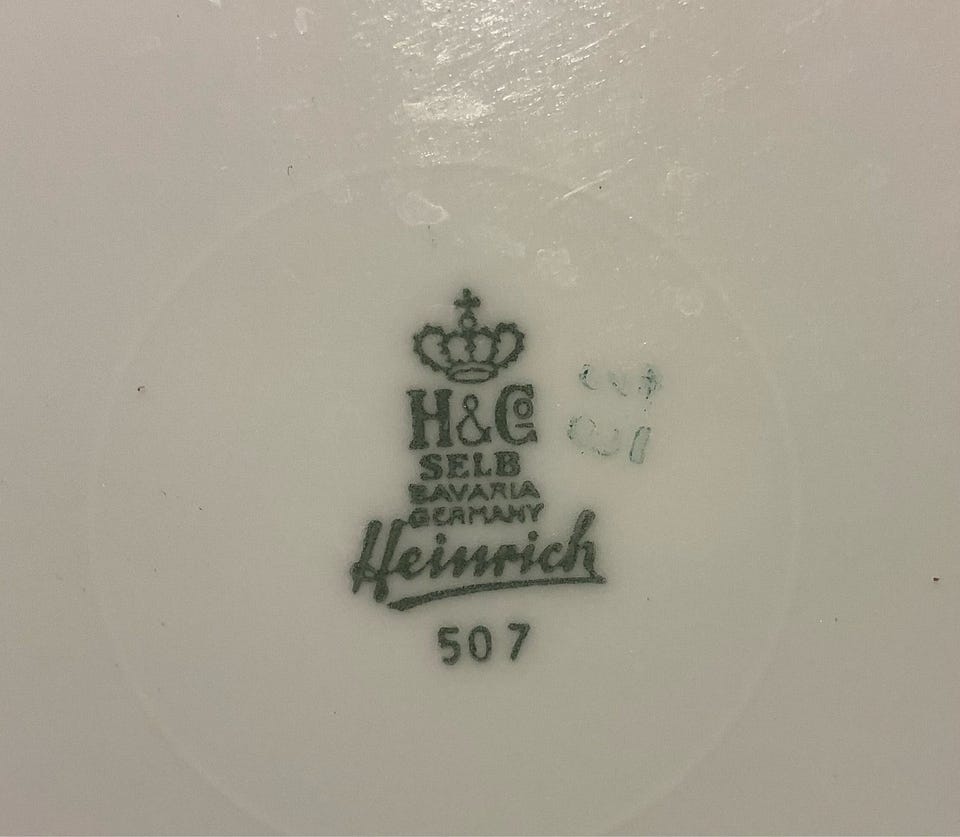 H&Co
SELB
BAVARIA
GERMANY
Heinrich
507